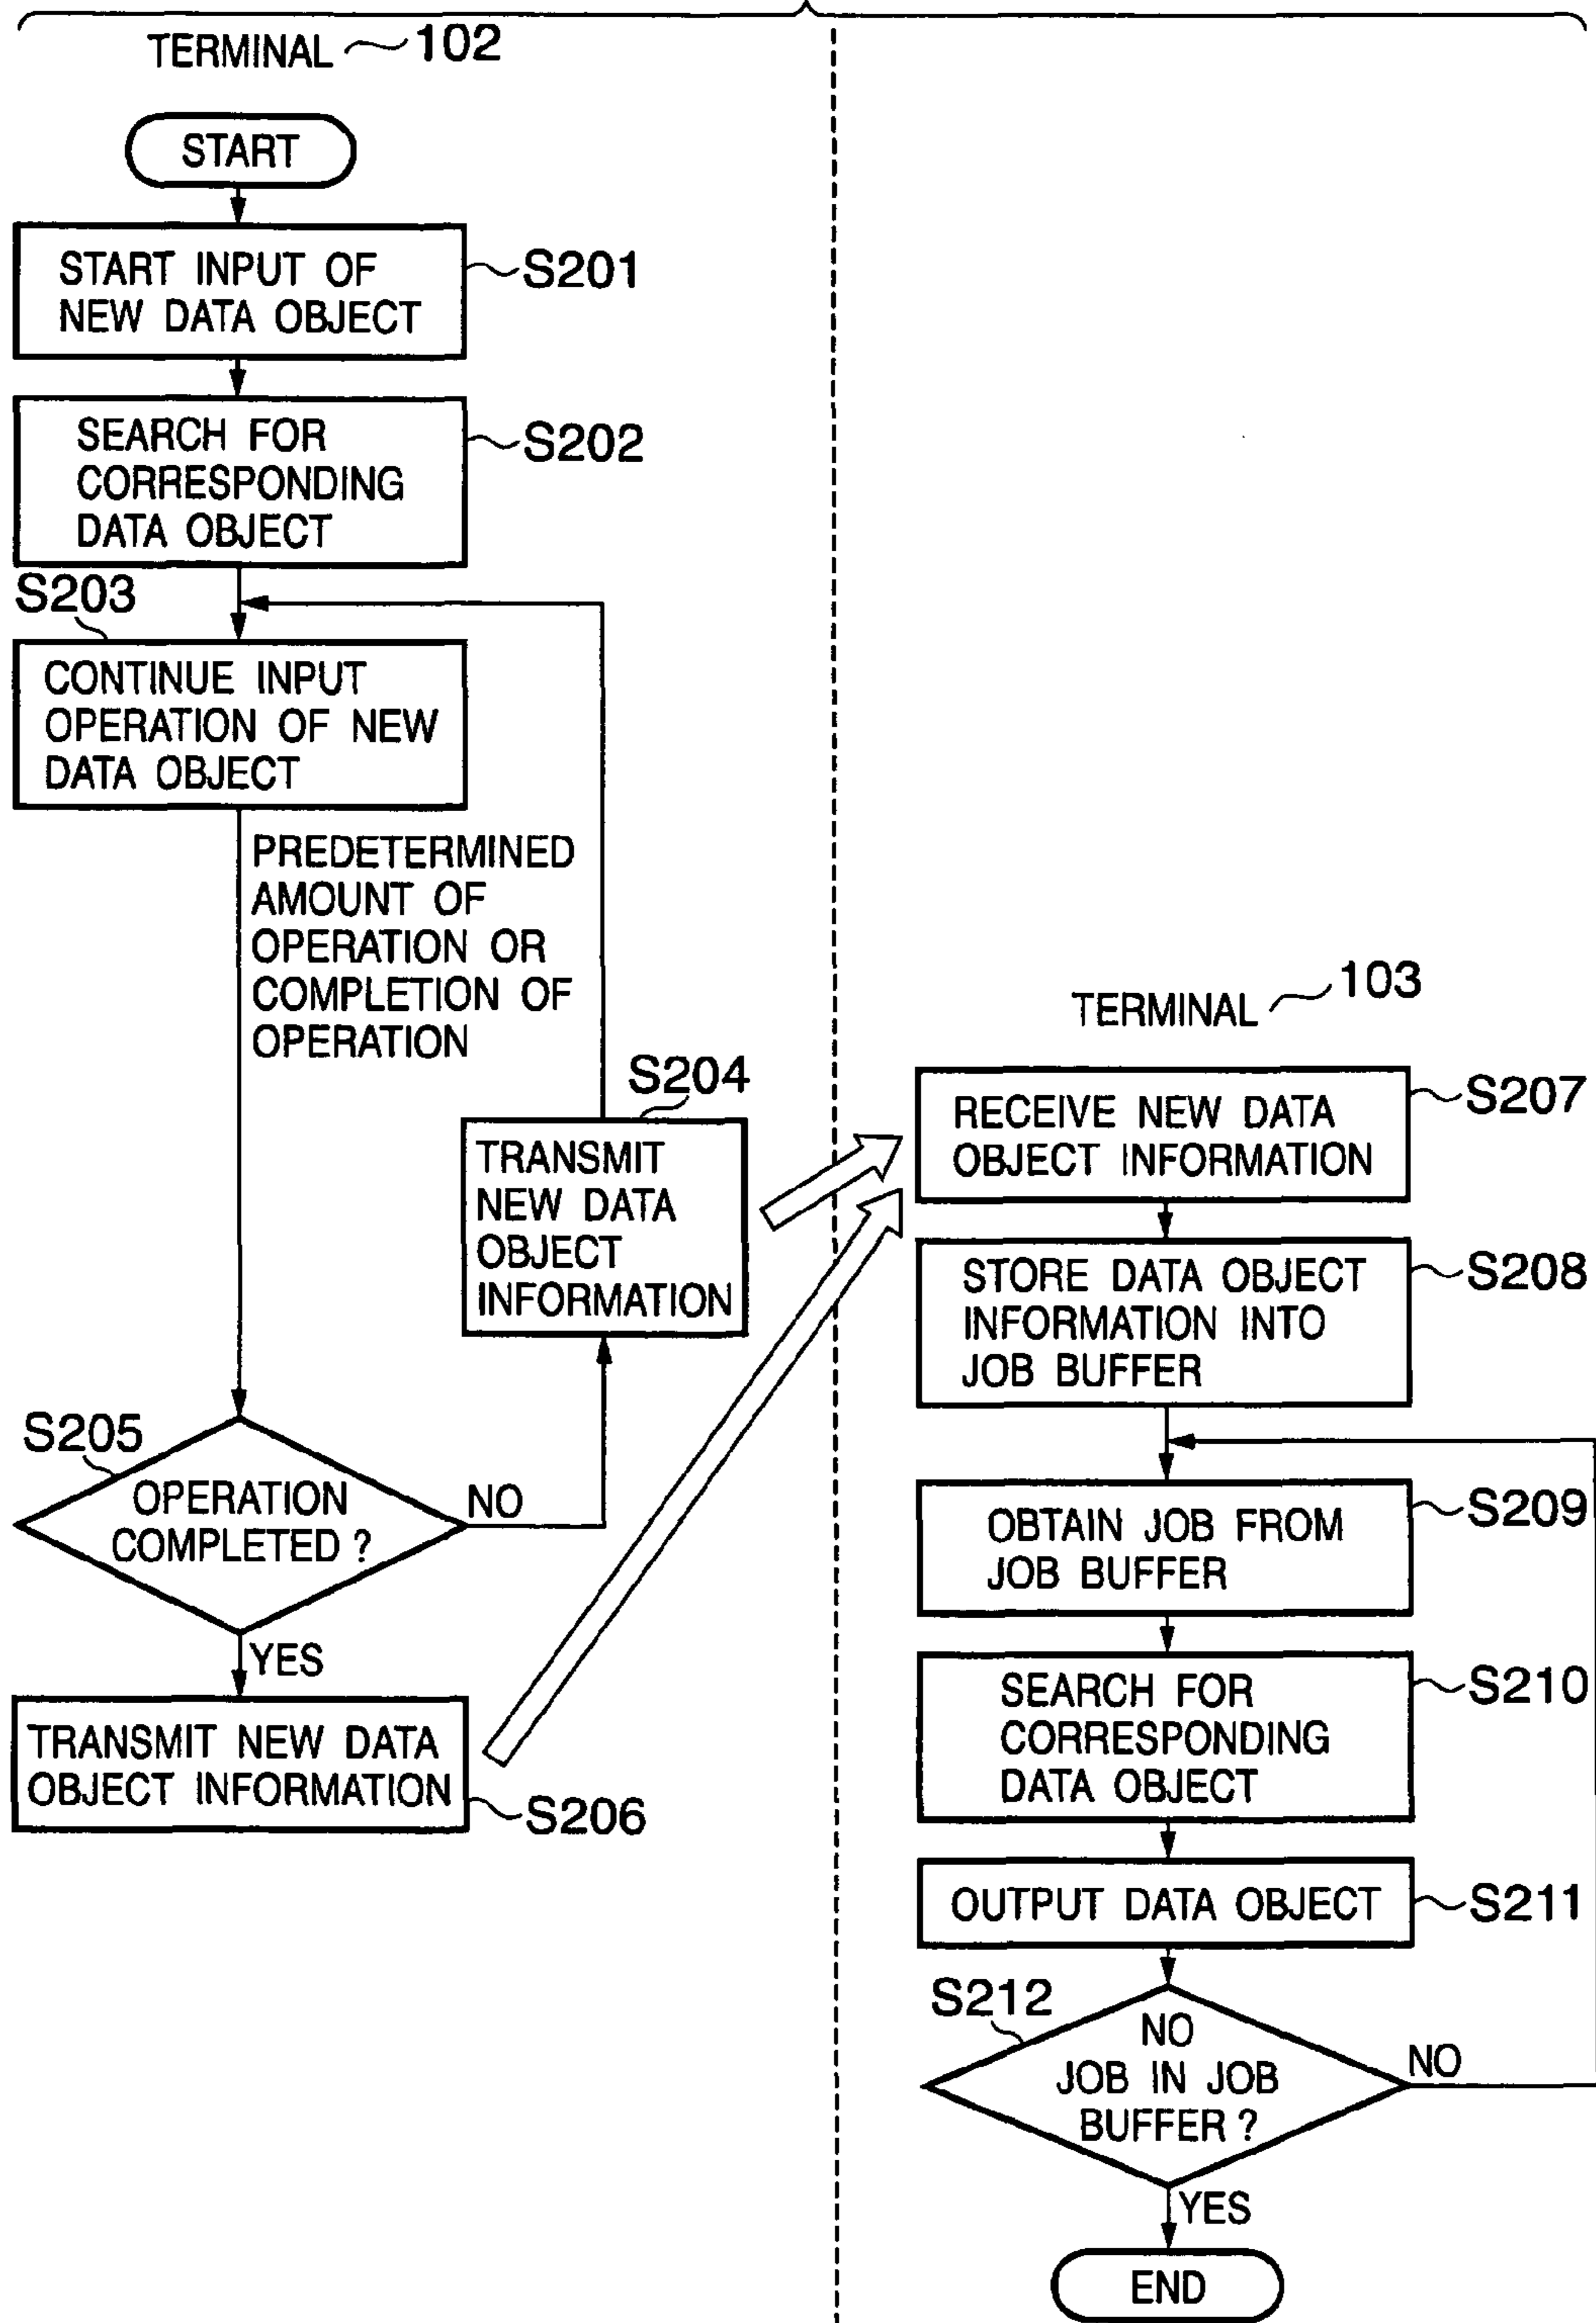 TERMINAL 102
START
START INPUT OF
NEW DATA OBJECT
S201
SEARCH FOR
CORRESPONDING
DATA OBJECT
S202
S203
CONTINUE INPUT
OPERATION OF NEW
DATA OBJECT
PREDETERMINED
AMOUNT OF
OPERATION OR
COMPLETION OF
OPERATION
S204
TRANSMIT
NEW DATA
OBJECT
INFORMATION
S205
OPERATION
COMPLETED ?
NO
YES
TRANSMIT NEW DATA
OBJECT INFORMATION
S206
TERMINAL 103
RECEIVE NEW DATA
OBJECT INFORMATION
S207
STORE DATA OBJECT
INFORMATION INTO
JOB BUFFER
S208
OBTAIN JOB FROM
JOB BUFFER
S209
SEARCH FOR
CORRESPONDING
DATA OBJECT
S210
OUTPUT DATA OBJECT
S211
S212
NO
JOB IN JOB
BUFFER ?
NO
YES
END